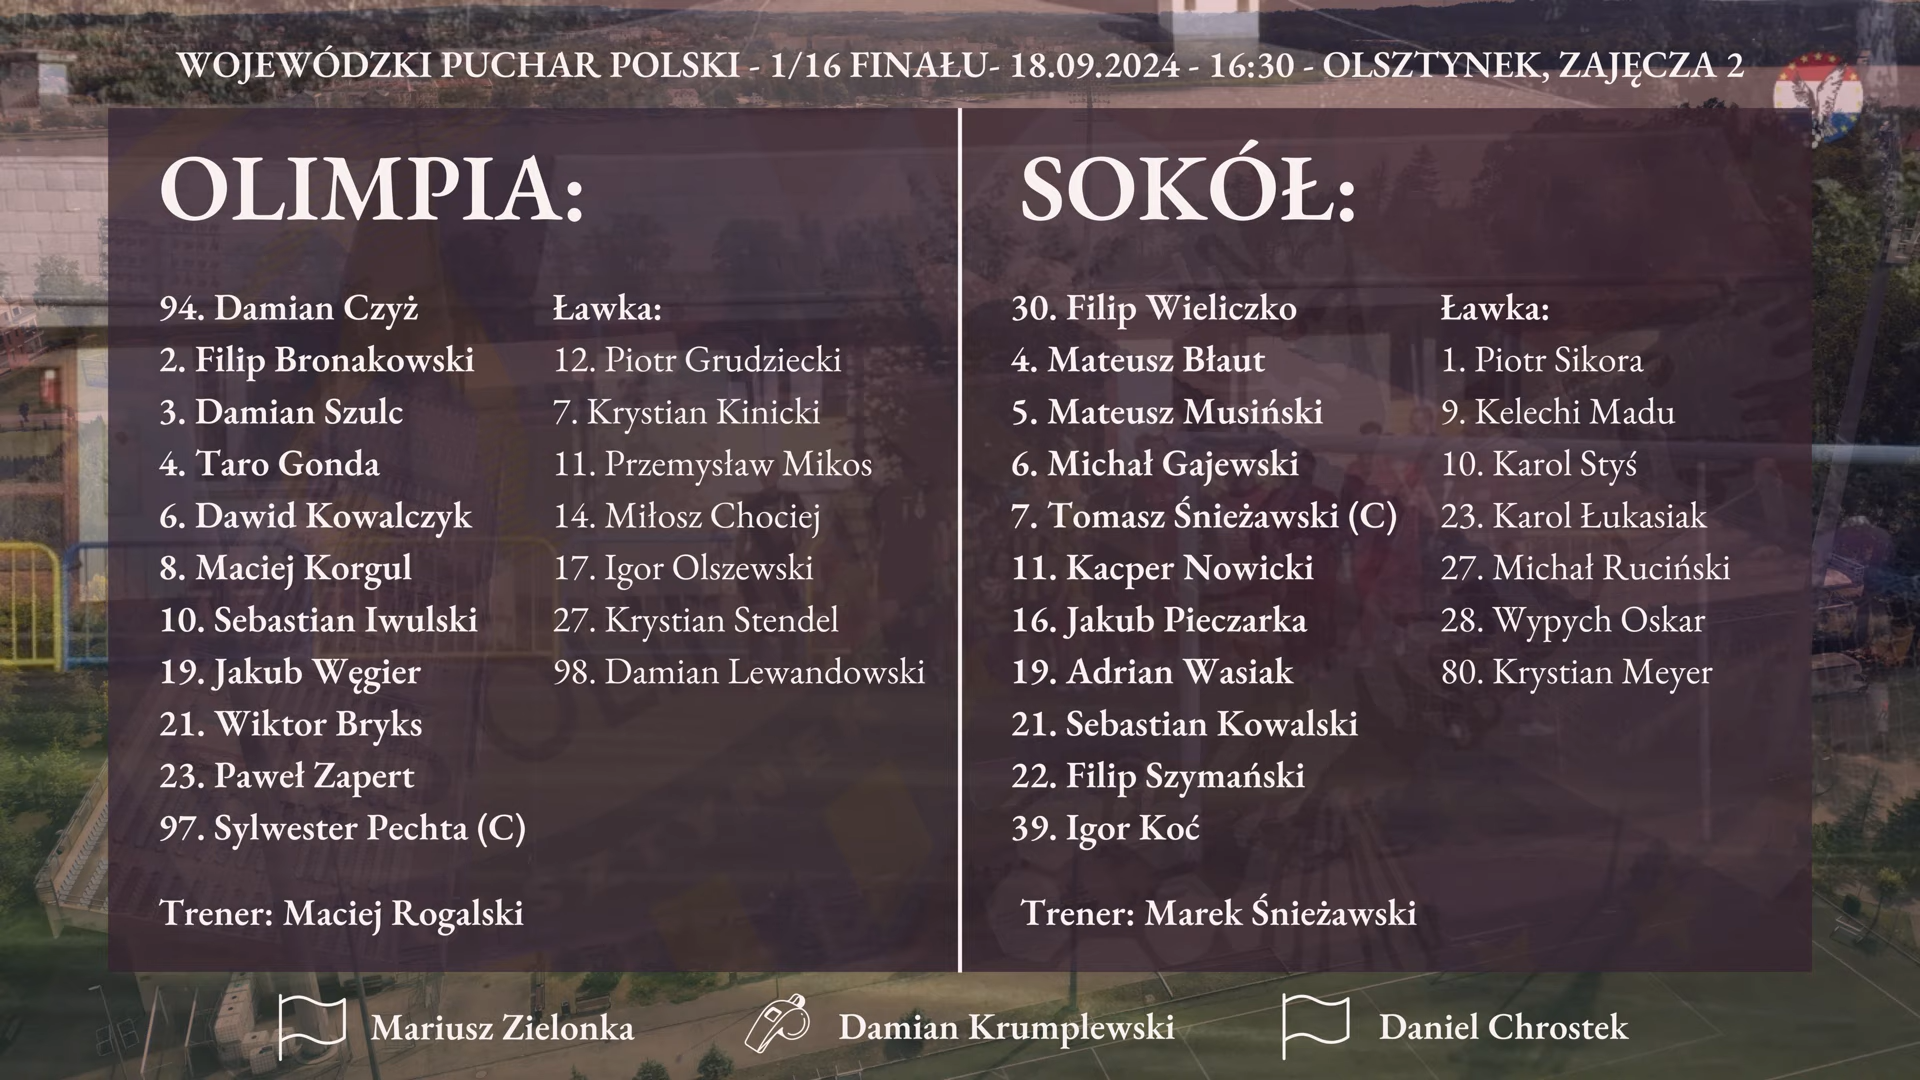 WOJEWÓDZKI PUCHAR POLSKI - 1/16 FINAŁU- 18.09.2024 - 16:30 - OLSZTYNEK, ZAJĘCZA 2
OLIMPIA:
94. Damian Czyż
2. Filip Bronakowski
3. Damian Szulc
4. Taro Gonda
6. Dawid Kowalczyk
8. Maciej Korgul
10. Sebastian Iwulski
19. Jakub Węgier
21. Wiktor Bryks
23. Paweł Zapert
97. Sylwester Pechta (C)
Ławka:
12. Piotr Grudziecki
7. Krystian Kinicki
11. Przemysław Mikos
14. Miłosz Chociej
17. Igor Olszewski
27. Krystian Stendel
98. Damian Lewandowski
Trener: Maciej Rogalski
SOKÓŁ:
30. Filip Wieliczko
4. Mateusz Błaut
5. Mateusz Musiński
6. Michał Gajewski
7. Tomasz Śnieżawski (C)
11. Kacper Nowicki
16. Jakub Pieczarka
19. Adrian Wasiak
21. Sebastian Kowalski
22. Filip Szymański
39. Igor Koć
Ławka:
1. Piotr Sikora
9. Kelechi Madu
10. Karol Styś
23. Karol Łukasiak
27. Michał Ruciński
28. Wypych Oskar
80. Krystian Meyer
Trener: Marek Śnieżawski
Mariusz Zielonka
Damian Krumplewski
Daniel Chrostek